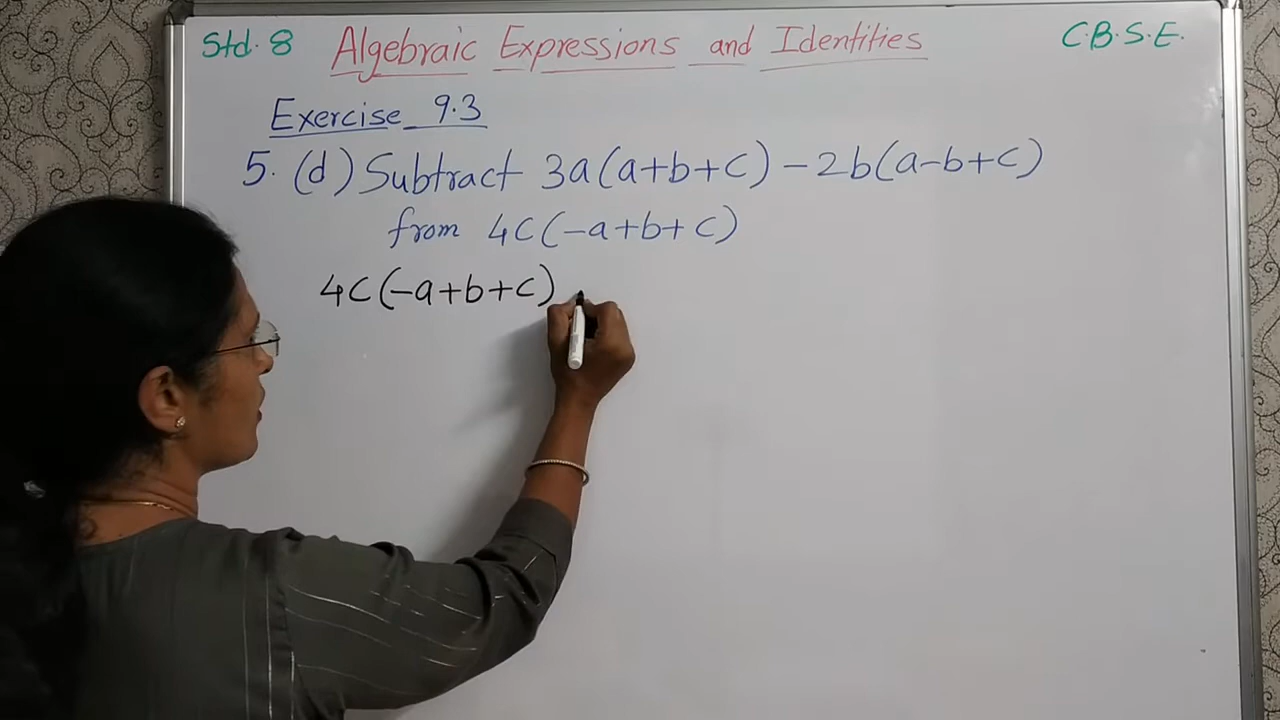 Std. 8 Algebraic Expressions and Identities C.B.S.E.
Exercise 9.3
5. (d) Subtract 3a(a+b+c) - 2b(a-b+c)
from 4c(-a+b+c)
4c(-a+b+c)